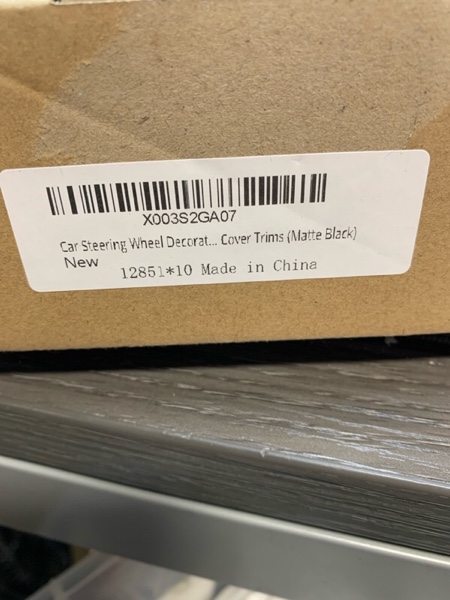 X003S2GA07
Car Steering Wheel Decorat... Cover Trims (Matte Black)
New
12851*10 Made in China